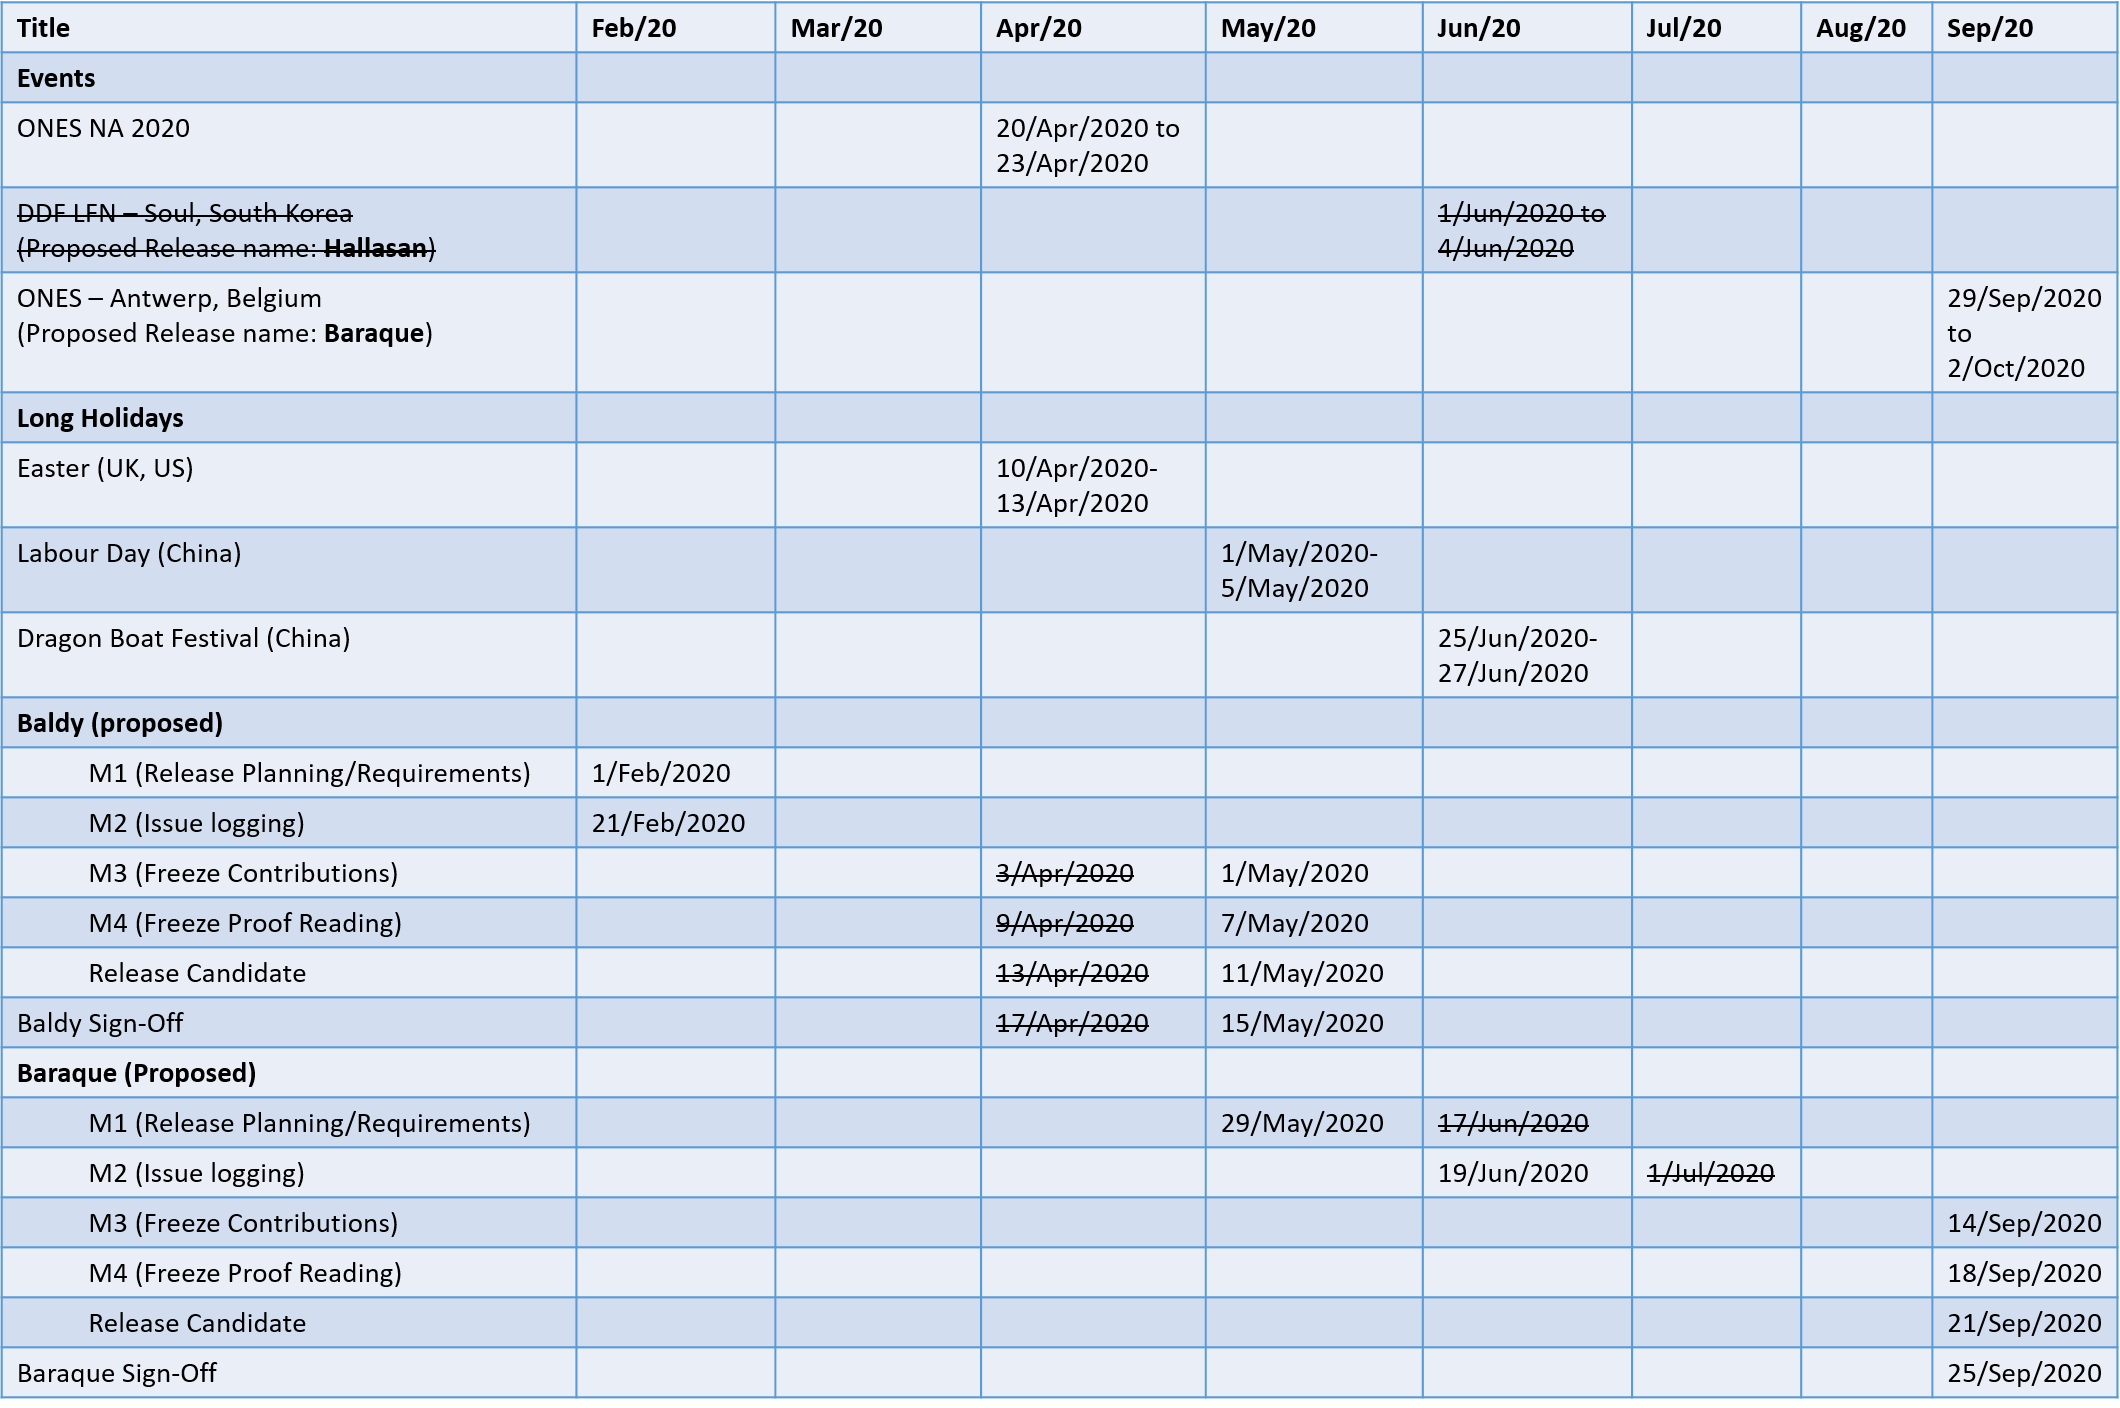 Title Feb/20 Mar/20 Apr/20 May/20 Jun/20 Jul/20 Aug/20 Sep/20
Events
ONES NA 2020 20/Apr/2020 to
23/Apr/2020
DDF LFN – Soul, South Korea 1/Jun/2020 to
(Proposed Release name: Hallasan) 4/Jun/2020
ONES – Antwerp, Belgium 29/Sep/2020
(Proposed Release name: Baraque) to
2/Oct/2020
Long Holidays
Easter (UK, US) 10/Apr/2020-
13/Apr/2020
Labour Day (China) 1/May/2020-
5/May/2020
Dragon Boat Festival (China) 25/Jun/2020-
27/Jun/2020
Baldy (proposed)
M1 (Release Planning/Requirements) 1/Feb/2020
M2 (Issue logging) 21/Feb/2020
M3 (Freeze Contributions) 3/Apr/2020 1/May/2020
M4 (Freeze Proof Reading) 9/Apr/2020 7/May/2020
Release Candidate 13/Apr/2020 11/May/2020
Baldy Sign-Off 17/Apr/2020 15/May/2020
Baraque (Proposed)
M1 (Release Planning/Requirements) 29/May/2020 17/Jun/2020
M2 (Issue logging) 19/Jun/2020 1/Jul/2020
M3 (Freeze Contributions) 14/Sep/2020
M4 (Freeze Proof Reading) 18/Sep/2020
Release Candidate 21/Sep/2020
Baraque Sign-Off 25/Sep/2020